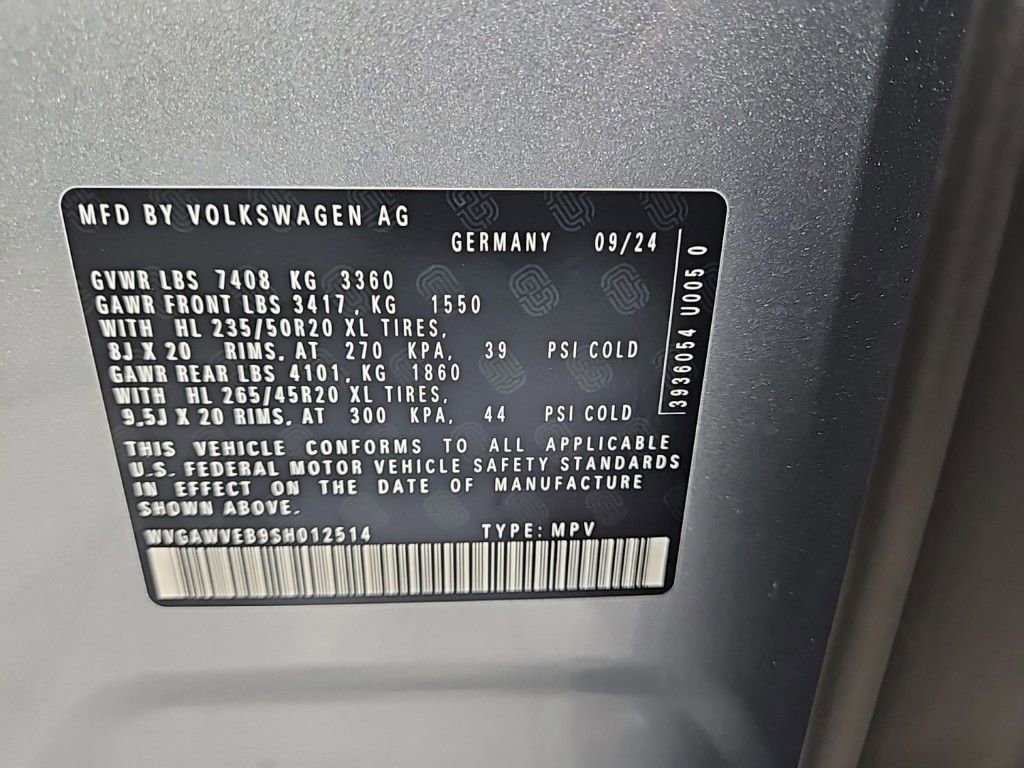 MFD BY VOLKSWAGEN AG
GERMANY 09/24
GVWR LBS 7408 KG 3360
GAWR FRONT LBS 3417, KG 1550
WITH HL 235/50R20 XL TIRES,
8J X 20 RIMS, AT 270 KPA, 39 PSI COLD
GAWR REAR LBS 4101, KG 1860
WITH HL 265/45R20 XL TIRES,
9.5J X 20 RIMS, AT 300 KPA, 44 PSI COLD
THIS VEHICLE CONFORMS TO ALL APPLICABLE
U.S. FEDERAL MOTOR VEHICLE SAFETY STANDARDS
IN EFFECT ON THE DATE OF MANUFACTURE
SHOWN ABOVE.
WVGAWVEB9SH012514 TYPE: MPV
3936054 U005 0